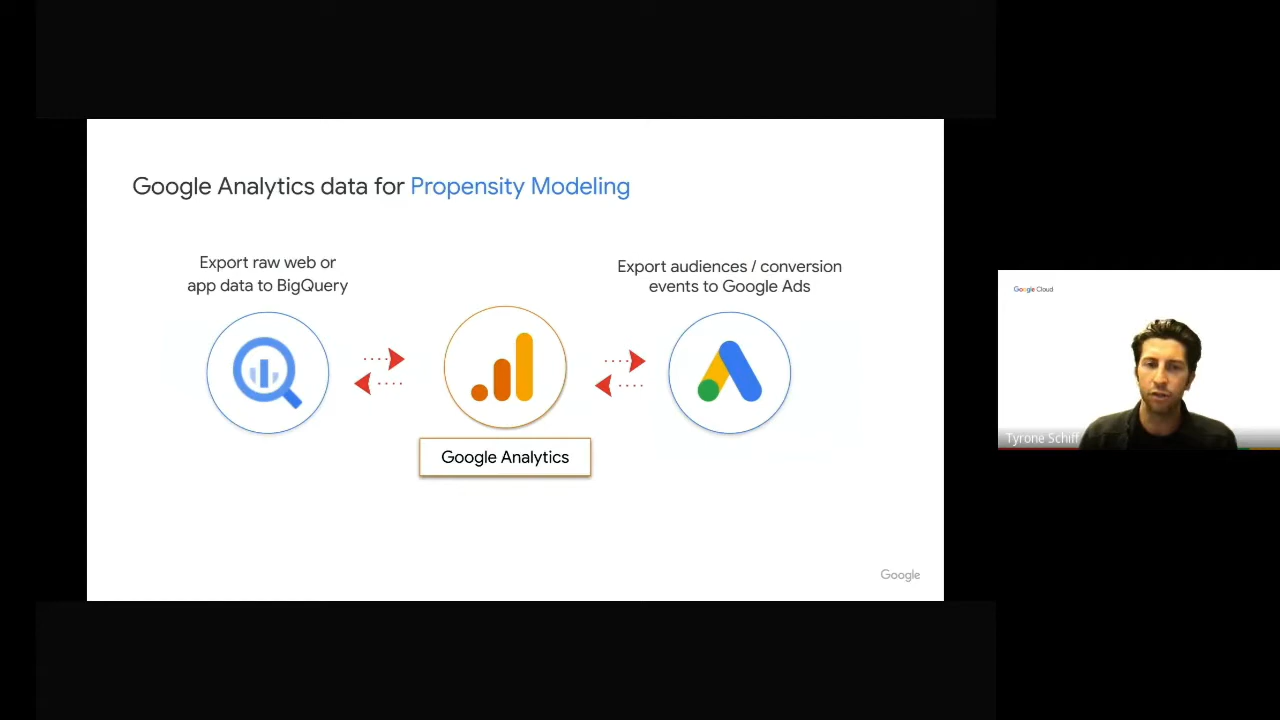 Google Analytics data for Propensity Modeling
Export raw web or
app data to BigQuery
Export audiences / conversion
events to Google Ads
Google Analytics
Google
Google Cloud
Tyrone Schiff